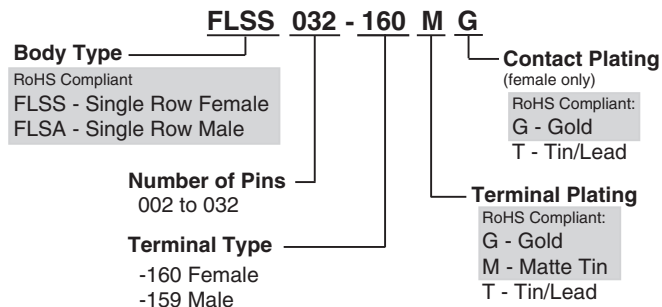 FLSS 032 - 160 M G
Body Type
RoHS Compliant
FLSS - Single Row Female
FLSA - Single Row Male
Number of Pins
002 to 032
Terminal Type
-160 Female
-159 Male
Contact Plating
(female only)
RoHS Compliant:
G - Gold
T - Tin/Lead
Terminal Plating
RoHS Compliant:
G - Gold
M - Matte Tin
T - Tin/Lead